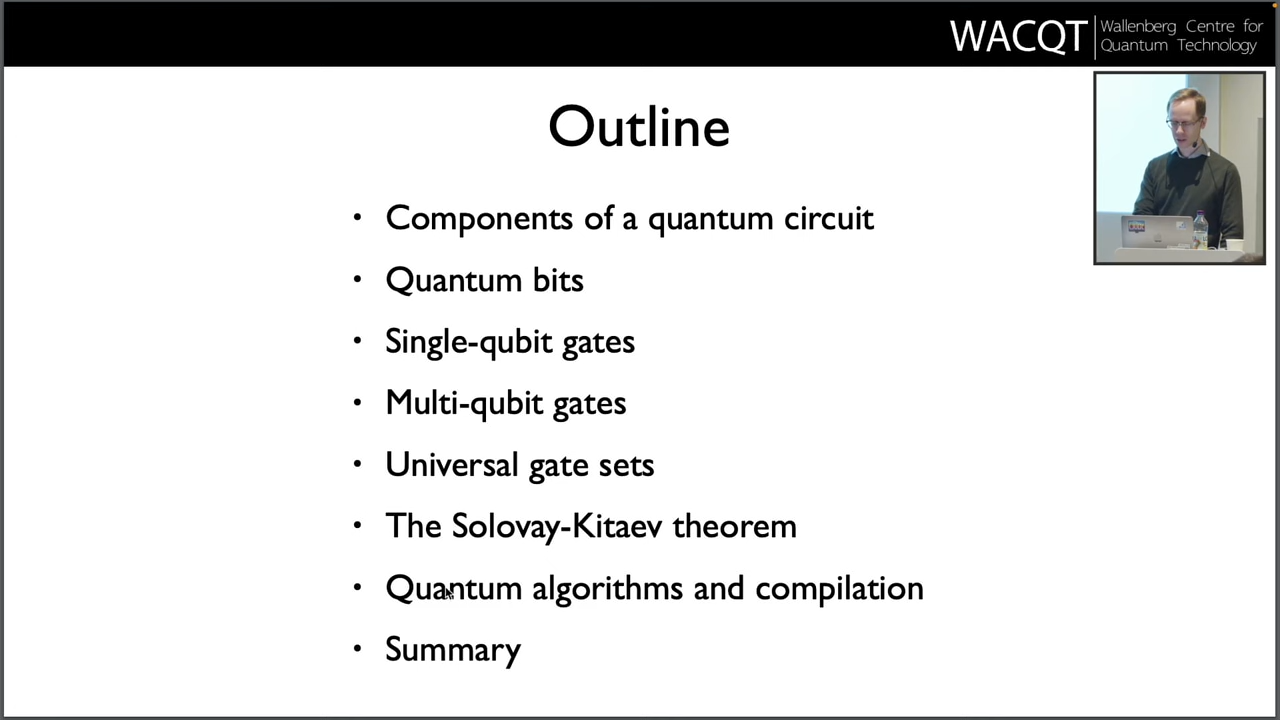 WACQT
Wallenberg Centre for
Quantum Technology
Outline
• Components of a quantum circuit
• Quantum bits
• Single-qubit gates
• Multi-qubit gates
• Universal gate sets
• The Solovay-Kitaev theorem
• Quantum algorithms and compilation
• Summary